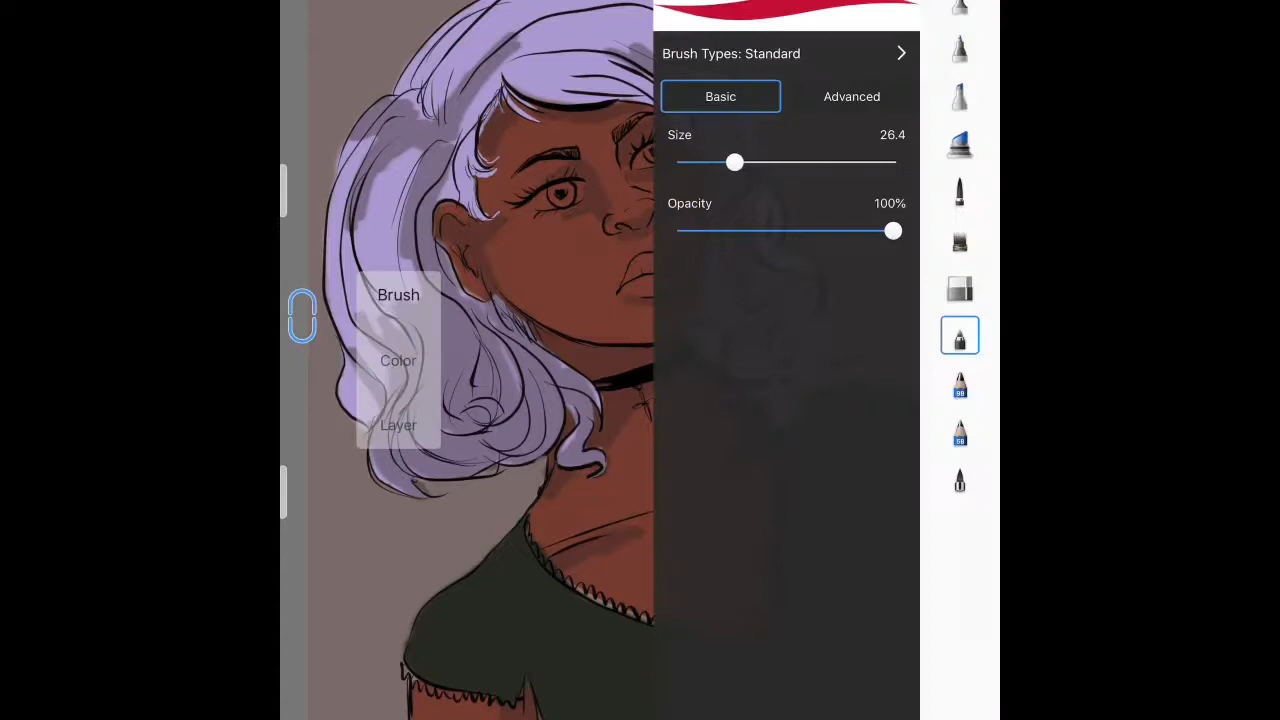 Brush Types: Standard
Basic Advanced
Size 26.4
Opacity 100%
Brush
Color
Layer